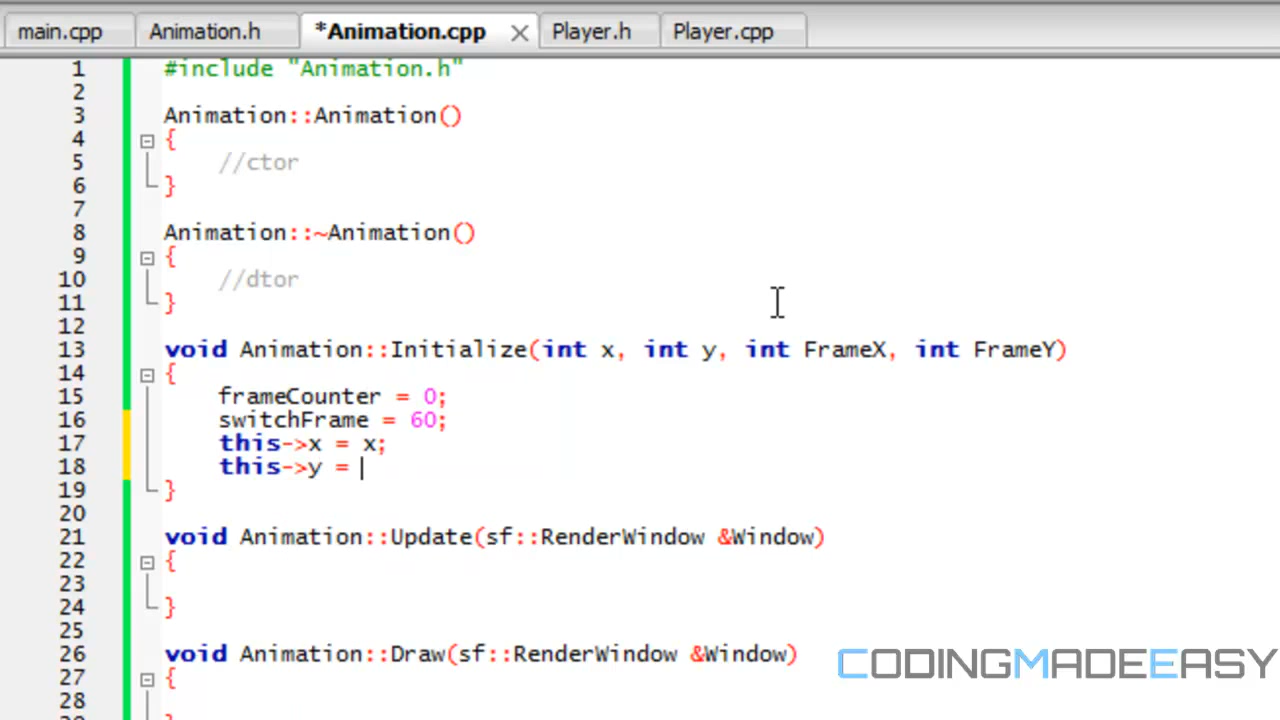 main.cpp Animation.h *Animation.cpp Player.h Player.cpp
1 #include "Animation.h"
2
3 Animation::Animation()
4 {
5 //ctor
6 }
7
8 Animation::~Animation()
9 {
10 //dtor
11 }
12
13 void Animation::Initialize(int x, int y, int FrameX, int FrameY)
14 {
15 frameCounter = 0;
16 switchFrame = 60;
17 this->x = x;
18 this->y =
19 }
20
21 void Animation::Update(sf::RenderWindow &Window)
22 {
23
24 }
25
26 void Animation::Draw(sf::RenderWindow &Window)
27 {
28
CODINGMADEEASY